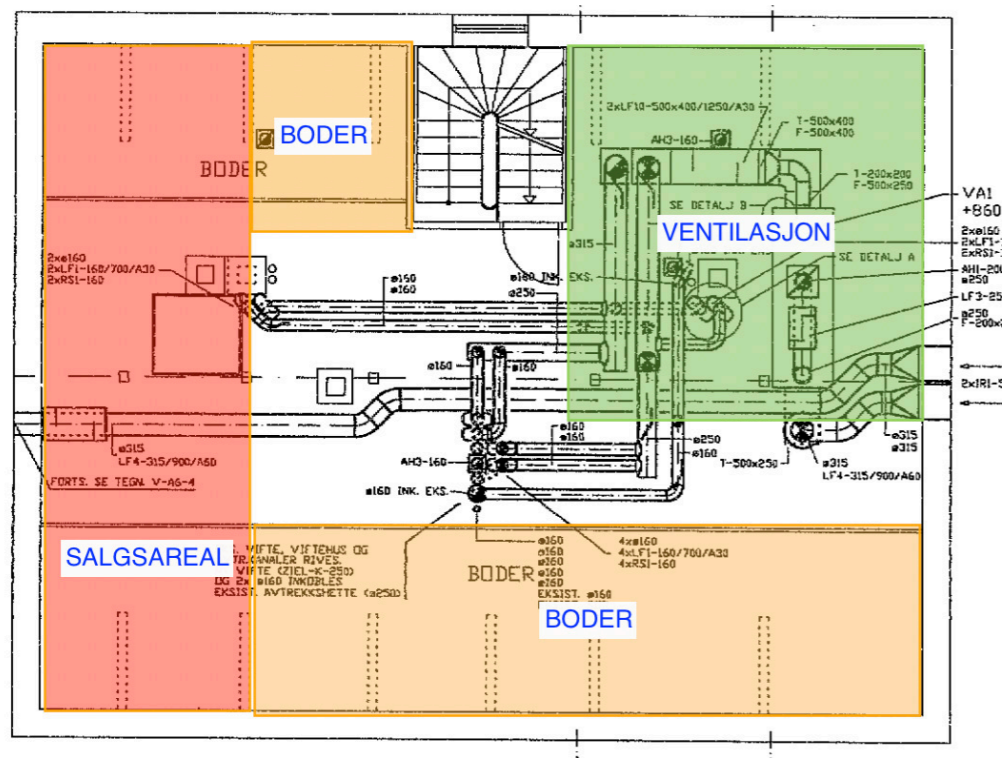 BODER
BODER
2xLF10-500x400/1250/A30
AH3-160
T-500x400
F-500x400
T-200x200
F-500x250
SE DETALJ B
VENTILASJON
VA1
+860
ø315
2xø160
2xLF1-160/700/A30
2xRS1-160
ø160
ø160
ø160 INK. EKS.
ø250
SE DETALJ A
2xø160
AH1-200
ø250
LF3-25
ø250
ø160
ø160
ø160
ø160
ø250
ø160
ø315
LF4-315/900/A60
AH3-160
ø160 INK. EKS.
T-500x250
ø315
LF4-315/900/A60
ø315
ø315
FORTS. SE TEGN. V-A6-4
SALGSAREAL
VIFTE, VIFTEHUS OG
RIVES.
VIFTE (ZIEL-K-250)
OG 2x ø160 INKOBLES
EKSIST. AVTREKKSHETTE (ø250)
BODER
ø160
ø160
ø160
ø160
ø160
EKSIST. ø160
4xø160
4xLF1-160/700/A30
4xRS1-160
BODER